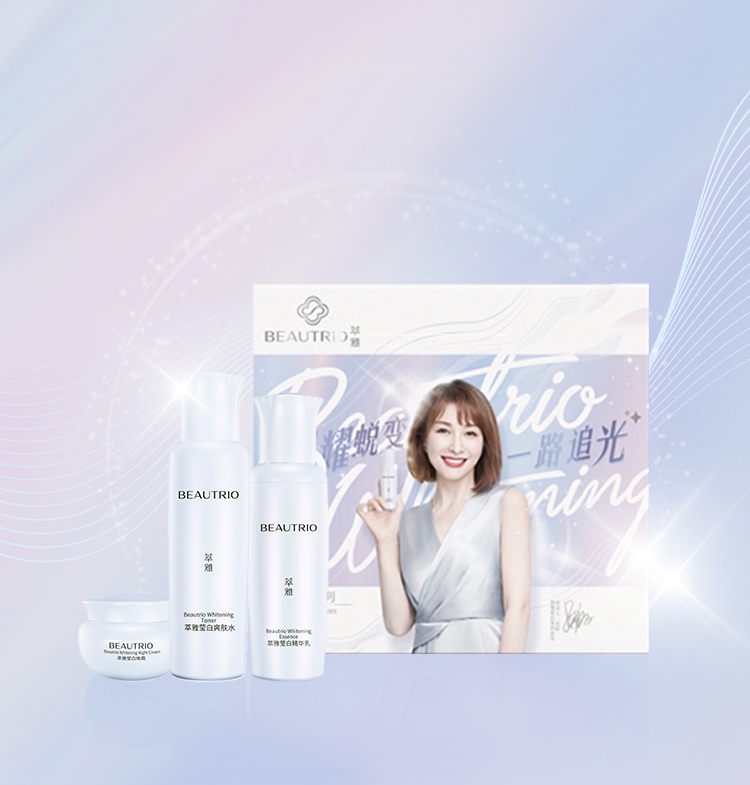 BEAUTRIO
萃雅
Beautrio
耀蜕变
一路追光
Whitening
列
BEAUTRIO
萃雅
Beautrio Whitening
Toner
萃雅莹白爽肤水
BEAUTRIO
萃雅
Beautrio Whitening
Essence
萃雅莹白精华乳
BEAUTRIO
Beautrio Whitening Night Cream
萃雅莹白晚霜